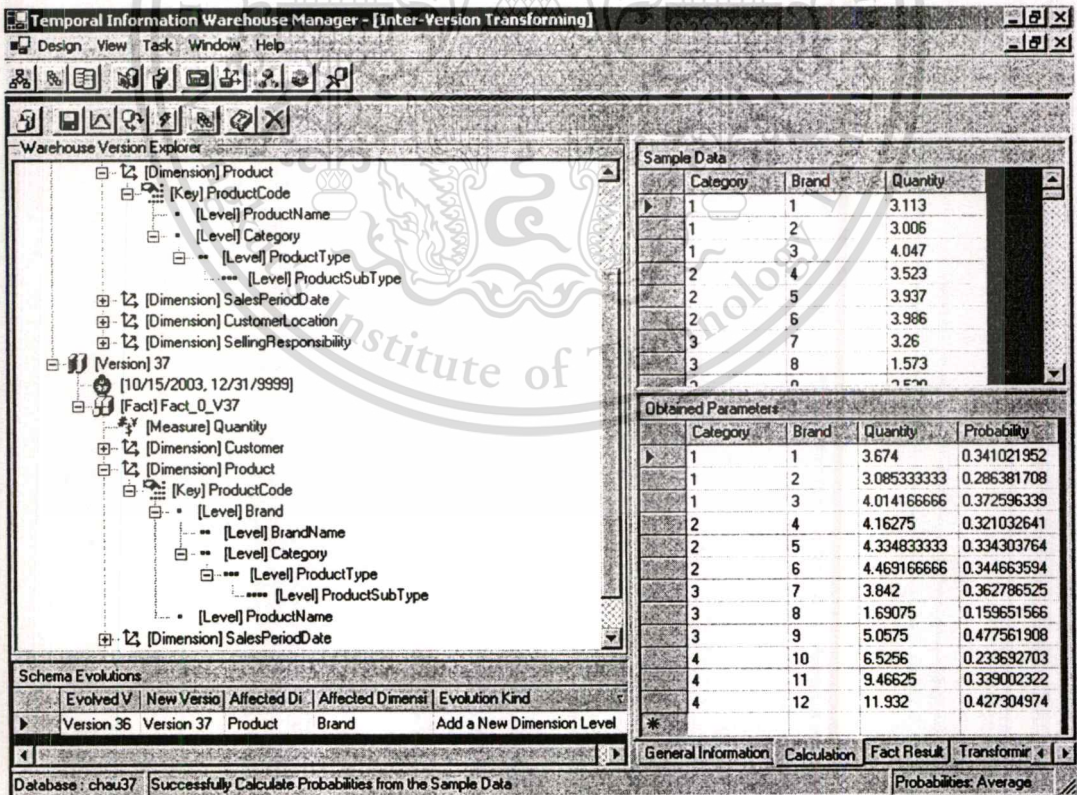 Temporal Information Warehouse Manager - [Inter-Version Transforming]
Design View Task Window Help
Warehouse Version Explorer
[Dimension] Product
[Key] ProductCode
[Level] ProductName
[Level] Category
[Level] ProductType
[Level] ProductSubType
[Dimension] SalesPeriodDate
[Dimension] CustomerLocation
[Dimension] SellingResponsibility
[Version] 37
[10/15/2003, 12/31/9999]
[Fact] Fact_0_V37
[Measure] Quantity
[Dimension] Customer
[Dimension] Product
[Key] ProductCode
[Level] Brand
[Level] BrandName
[Level] Category
[Level] ProductType
[Level] ProductSubType
[Level] ProductName
[Dimension] SalesPeriodDate
Schema Evolutions
Evolved V New Versio Affected Di Affected Dimensi Evolution Kind
Version 36 Version 37 Product Brand Add a New Dimension Level
Sample Data
Category Brand Quantity
1 1 3.113
1 2 3.006
1 3 4.047
2 4 3.523
2 5 3.937
2 6 3.986
3 7 3.26
3 8 1.573
Obtained Parameters
Category Brand Quantity Probability
1 1 3.674 0.341021952
1 2 3.085333333 0.286381708
1 3 4.014166666 0.372596339
2 4 4.16275 0.321032641
2 5 4.334833333 0.334303764
2 6 4.469166666 0.344663594
3 7 3.842 0.362786525
3 8 1.69075 0.159651566
3 9 5.0575 0.477561908
4 10 6.5256 0.233692703
4 11 9.46625 0.339002322
4 12 11.932 0.427304974
General Information Calculation Fact Result Transformin
Database : chau37 Successfully Calculate Probabilities from the Sample Data Probabilities: Average
Institute of nology